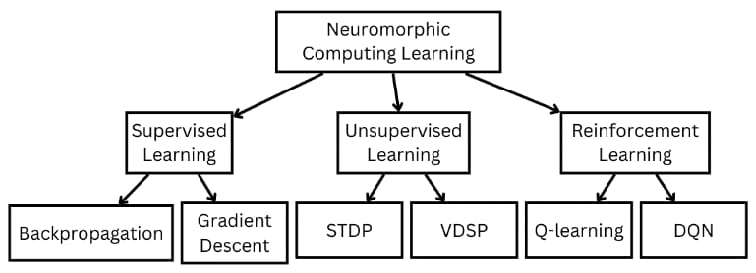 Neuromorphic
Computing Learning
Supervised
Learning
Unsupervised
Learning
Reinforcement
Learning
Backpropagation
Gradient
Descent
STDP
VDSP
Q-learning
DQN